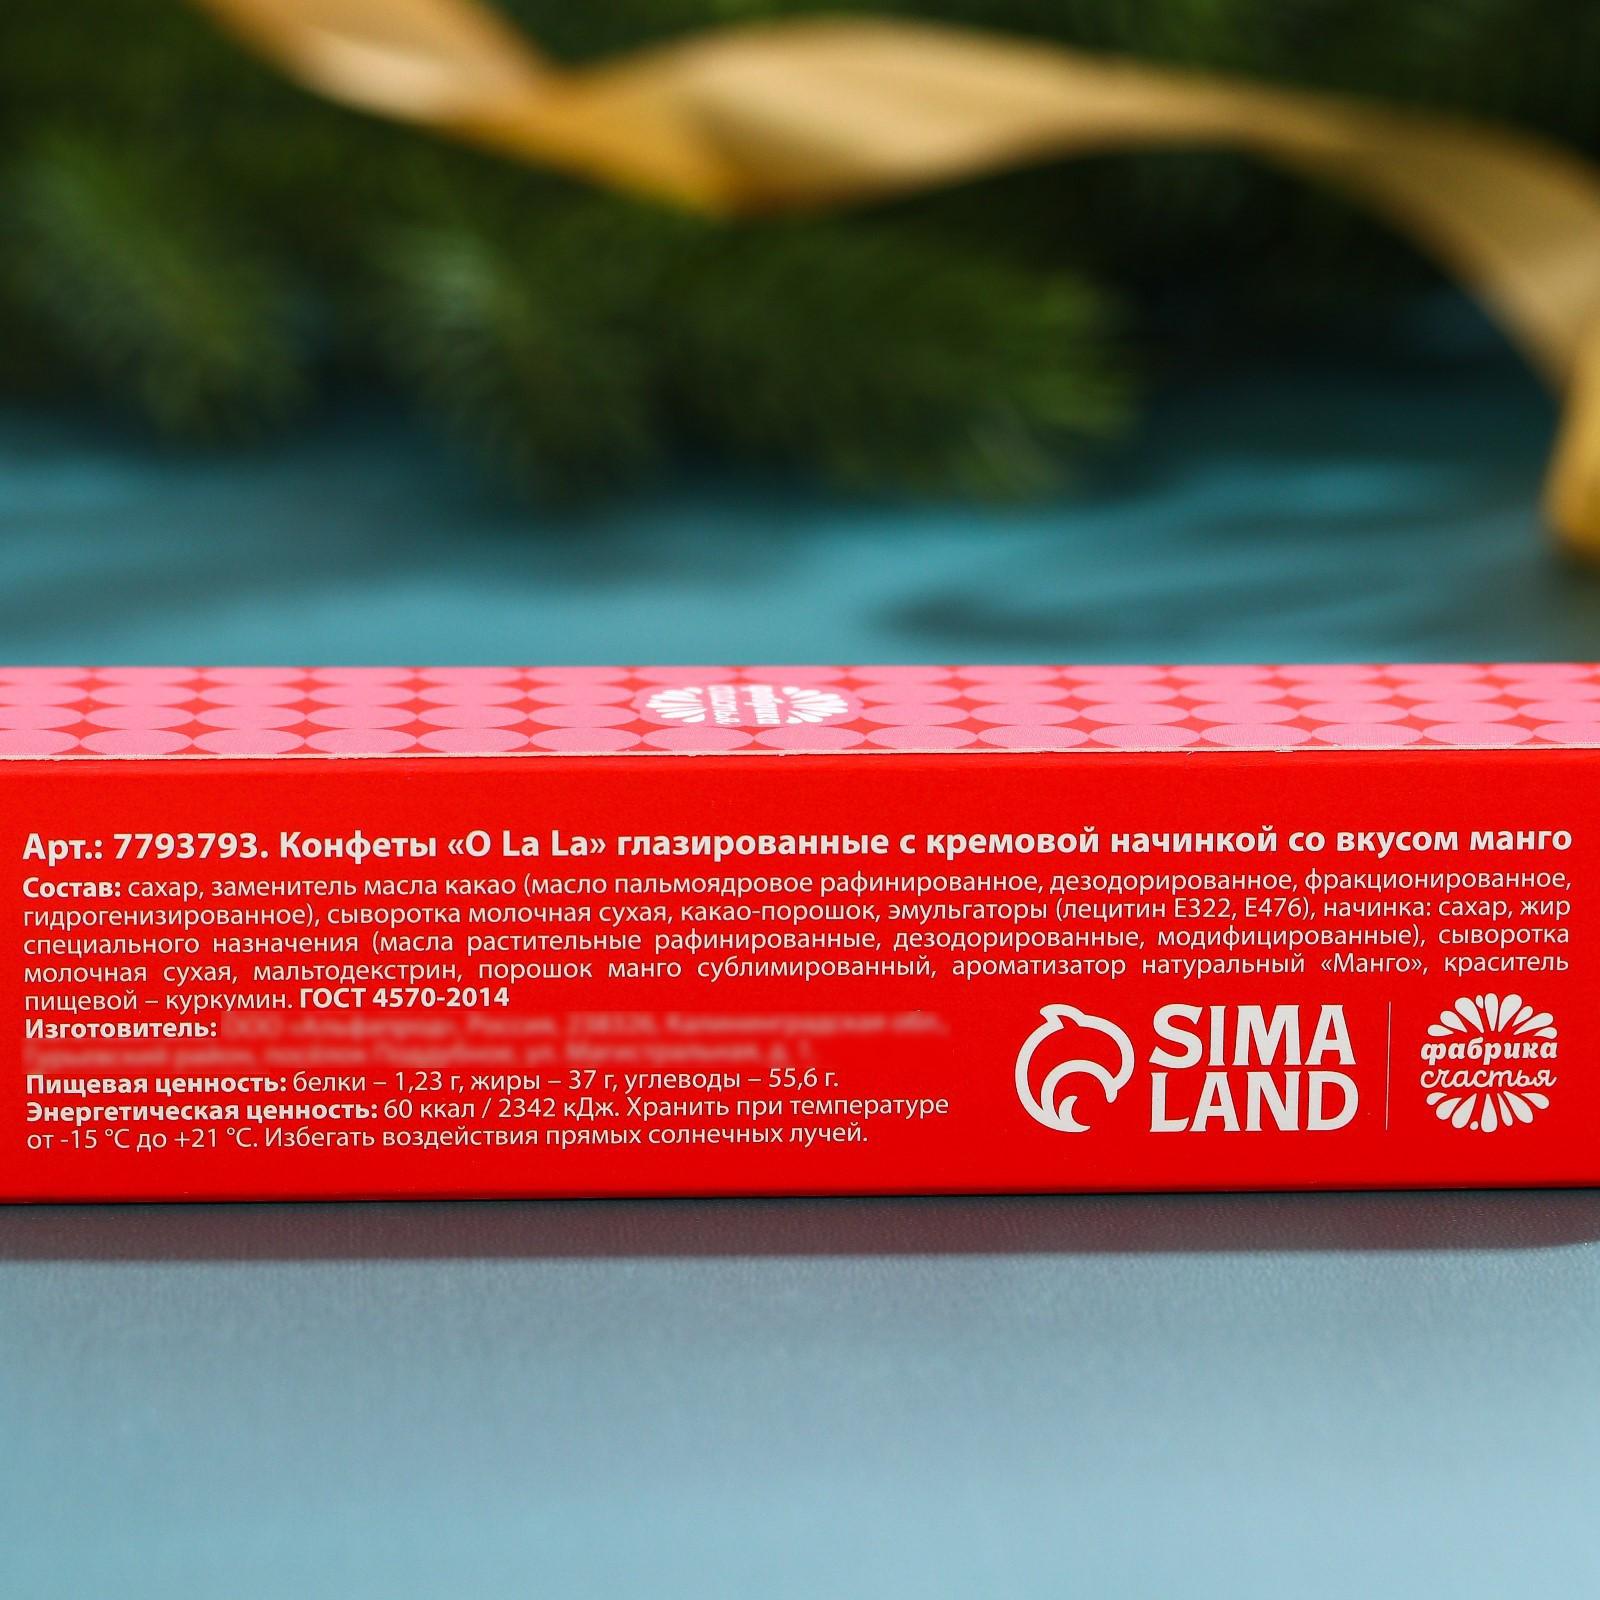 фабрика
счастья
Арт.: 7793793. Конфеты «O La La» глазированные с кремовой начинкой со вкусом манго
Состав: сахар, заменитель масла какао (масло пальмоядровое рафинированное, дезодорированное, фракционированное,
гидрогенизированное), сыворотка молочная сухая, какао-порошок, эмульгаторы (лецитин Е322, Е476), начинка: сахар, жир
специального назначения (масла растительные рафинированные, дезодорированные, модифицированные), сыворотка
молочная сухая, мальтодекстрин, порошок манго сублимированный, ароматизатор натуральный «Манго», краситель
пищевой – куркумин. ГОСТ 4570-2014
Изготовитель:
Пищевая ценность: белки – 1,23 г, жиры – 37 г, углеводы – 55,6 г.
Энергетическая ценность: 60 ккал / 2342 кДж. Хранить при температуре
от -15 °C до +21 °C. Избегать воздействия прямых солнечных лучей.
SIMA
LAND
фабрика
счастья